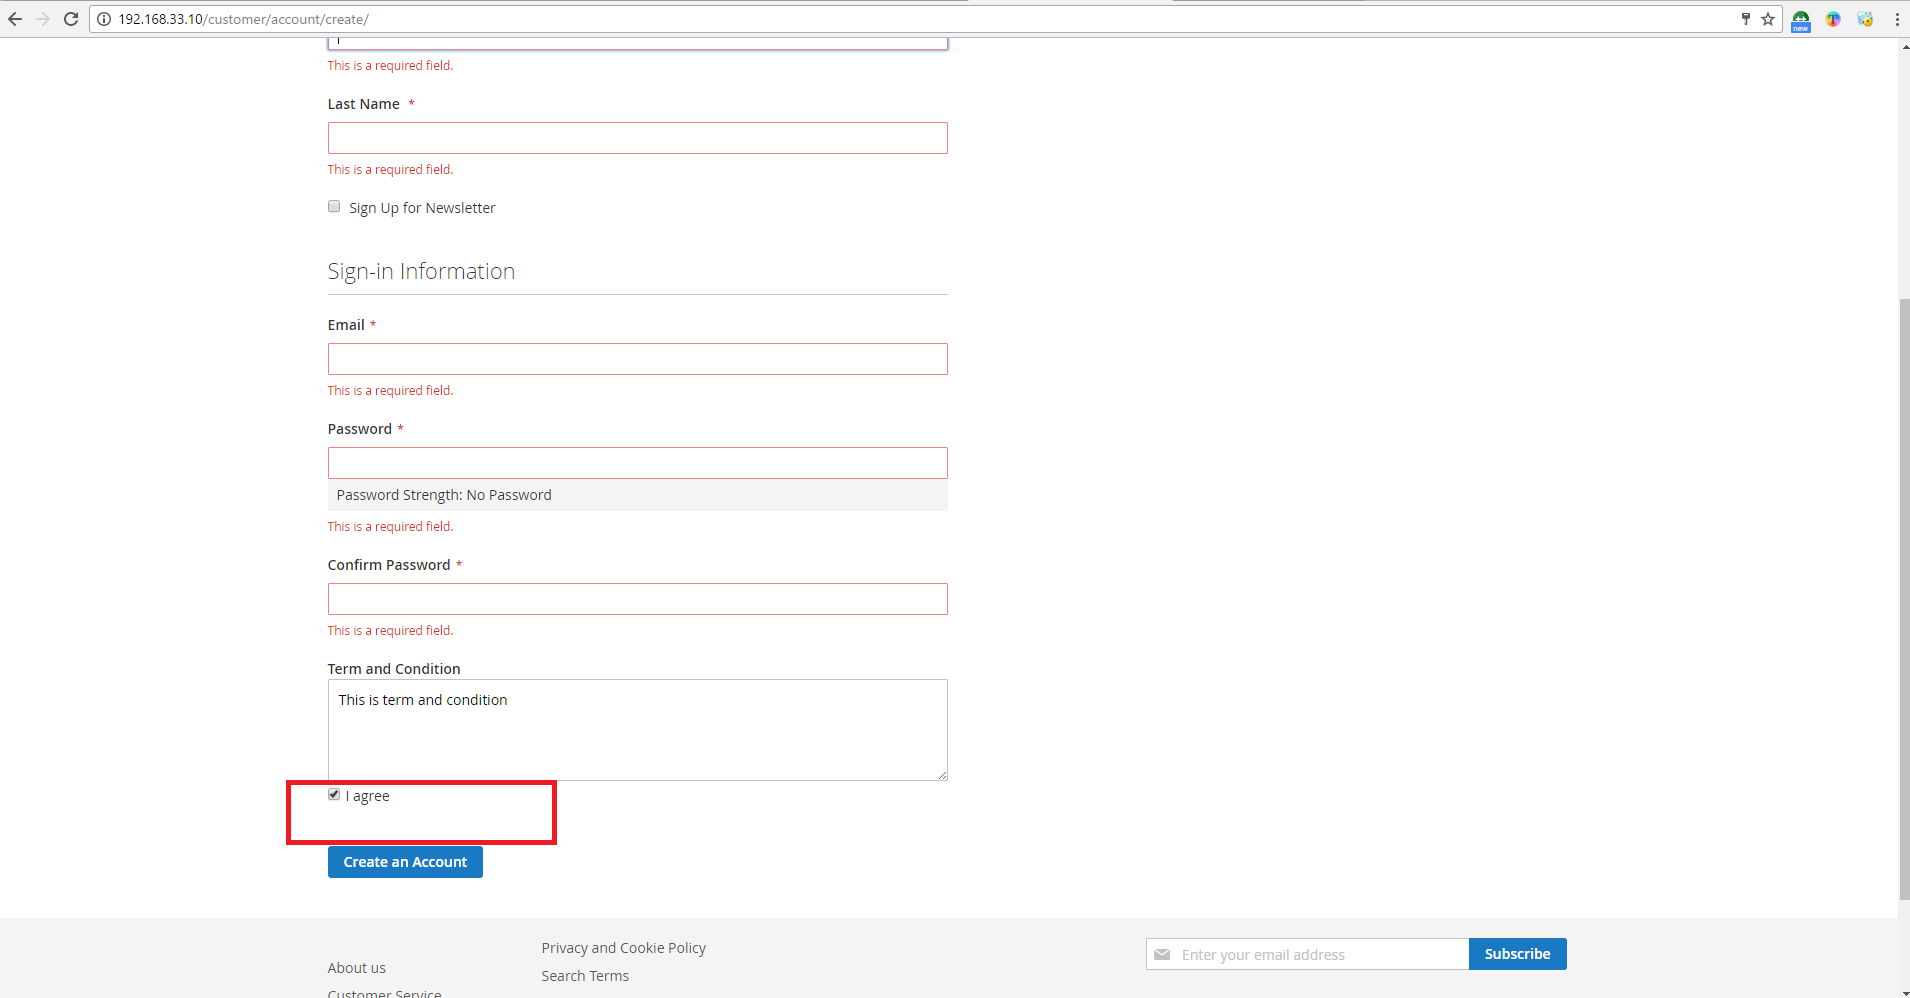 192.168.33.10/customer/account/create/
new
T
This is a required field.
Last Name *
This is a required field.
Sign Up for Newsletter
Sign-in Information
Email *
This is a required field.
Password *
Password Strength: No Password
This is a required field.
Confirm Password *
This is a required field.
Term and Condition
This is term and condition
I agree
Create an Account
Privacy and Cookie Policy
Enter your email address
Subscribe
About us
Search Terms
Customer Service